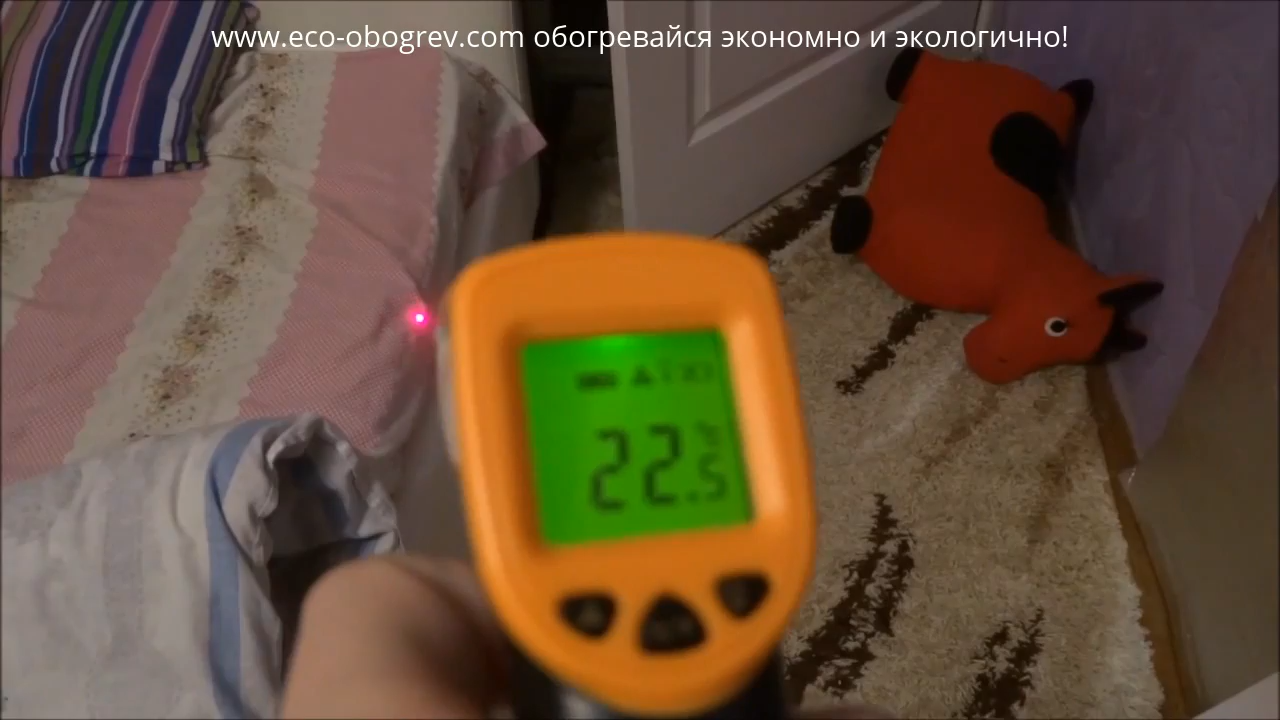 www.eco-obogrev.com обогревайся экономно и экологично!
22.5